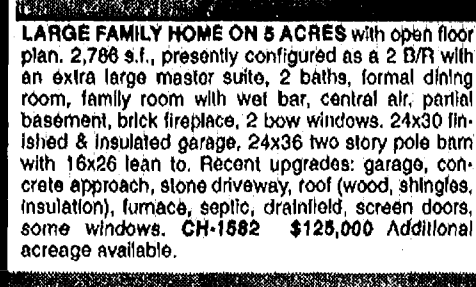 LARGE FAMILY HOME ON 5 ACRES with open floor
plan. 2,786 s.f., presently configured as a 2 B/R with
an extra large master suite, 2 baths, formal dining
room, family room with wet bar, central air, partial
basement, brick fireplace, 2 bow windows. 24x30 fin-
ished & insulated garage, 24x36 two story pole barn
with 16x26 lean to. Recent upgrades: garage, con-
crete approach, stone driveway, roof (wood, shingles,
insulation), furnace, septic, drainfield, screen doors,
some windows. CH-1582 $125,000 Additional
acreage available.